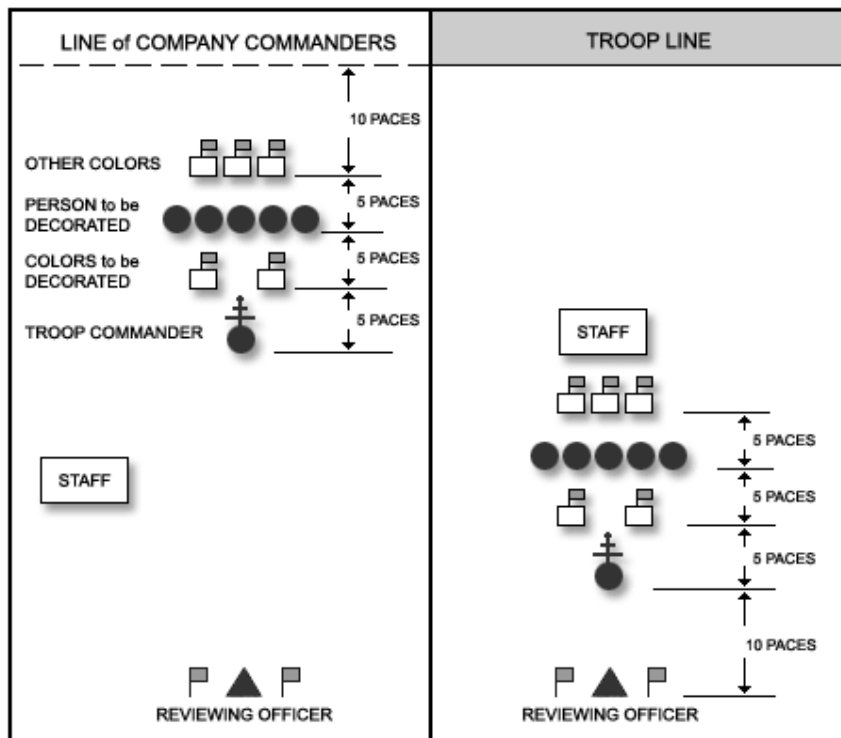 LINE of COMPANY COMMANDERS
10 PACES
OTHER COLORS
5 PACES
PERSON to be
DECORATED
5 PACES
COLORS to be
DECORATED
5 PACES
TROOP COMMANDER
STAFF
REVIEWING OFFICER
TROOP LINE
STAFF
5 PACES
5 PACES
5 PACES
10 PACES
REVIEWING OFFICER